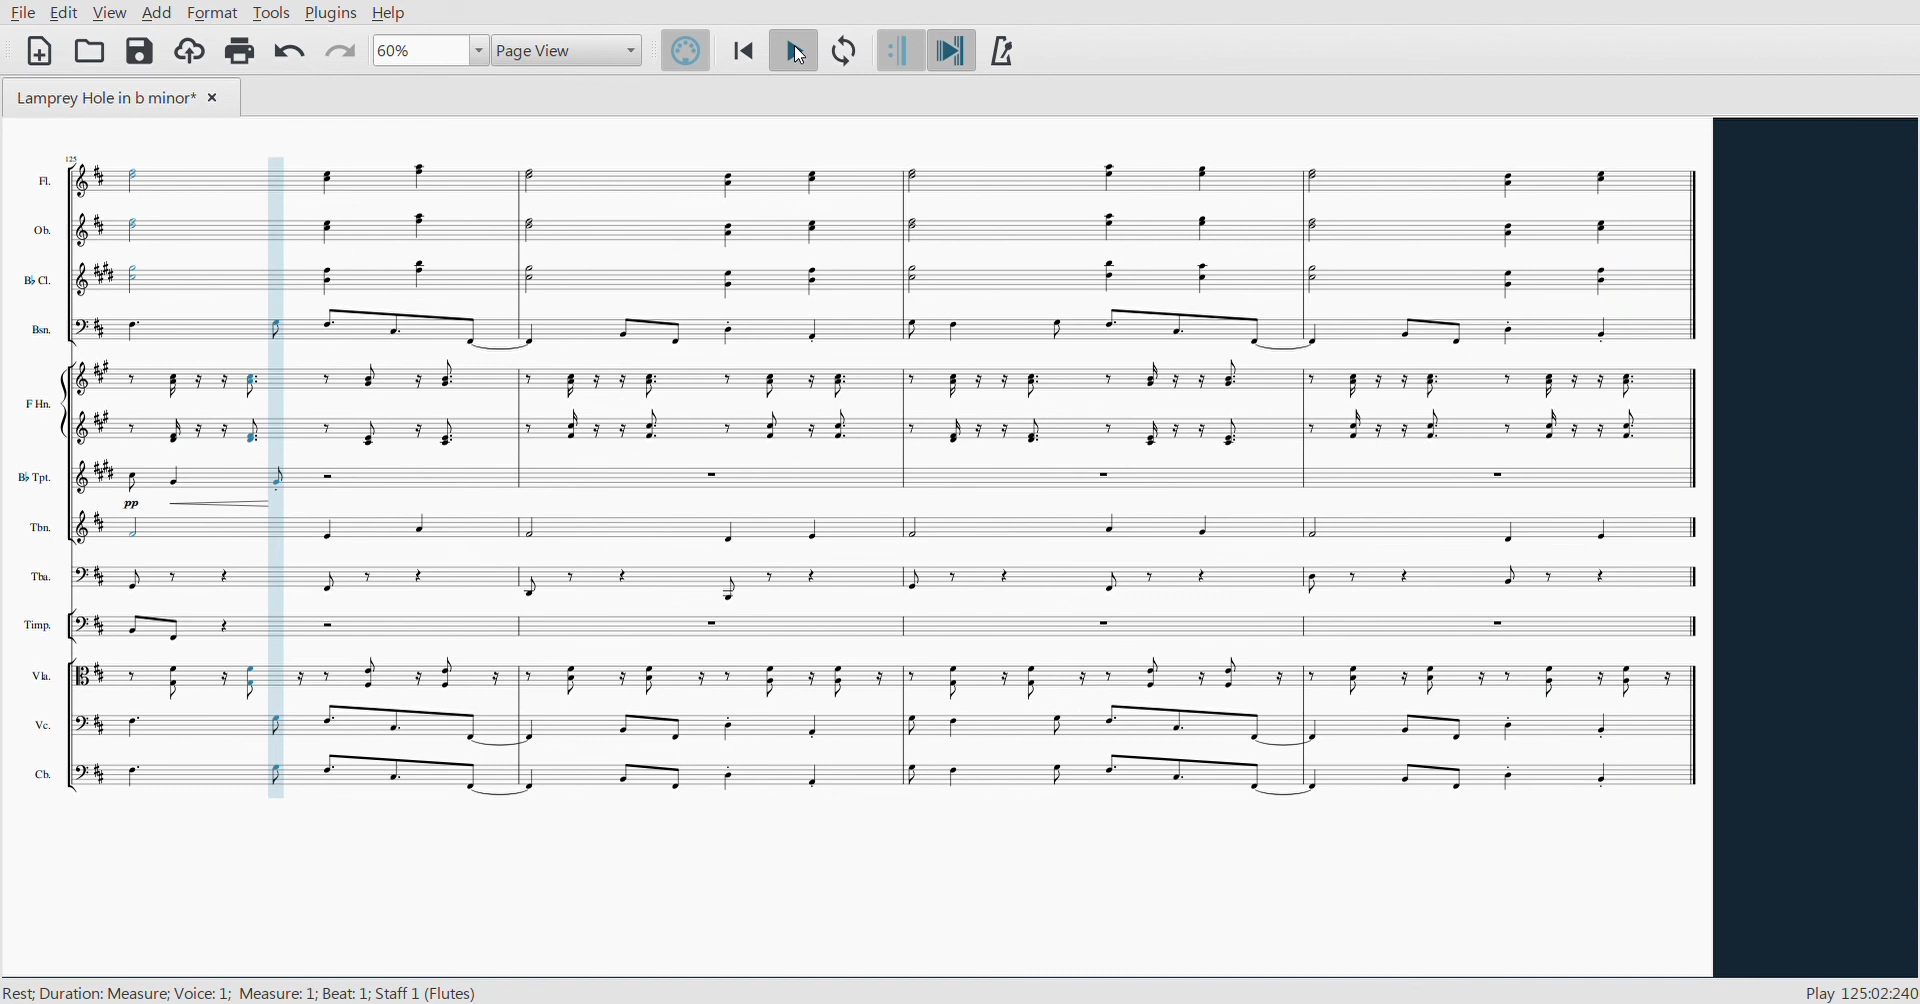 File Edit View Add Format Tools Plugins Help
60% Page View
Lamprey Hole in b minor* ×
125
Fl.
Ob.
B♭ Cl.
Bsn.
F Hn.
B♭ Tpt.
pp
Tbn.
Tba.
Timp.
Vla.
Vc.
Cb.
Rest; Duration: Measure; Voice: 1; Measure: 1; Beat: 1; Staff 1 (Flutes) Play 125:02:240